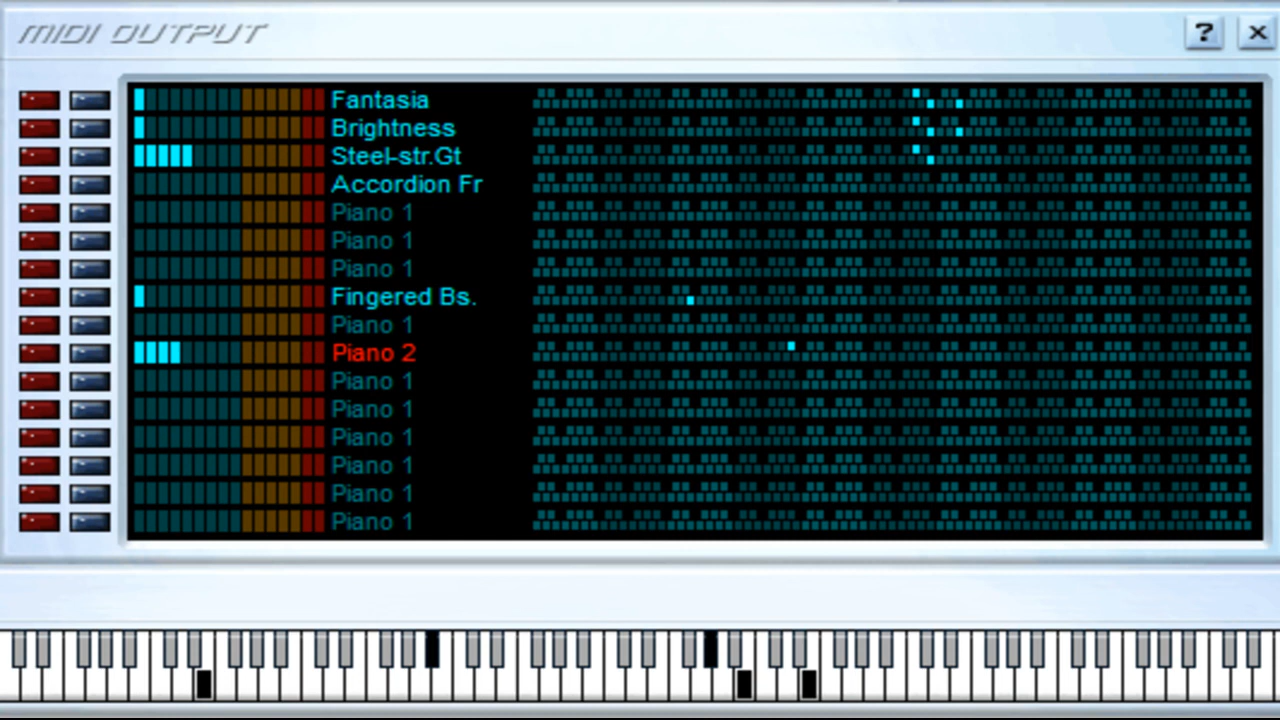 MIDI OUTPUT
? ×
Fantasia
Brightness
Steel-str.Gt
Accordion Fr
Piano 1
Piano 1
Piano 1
Fingered Bs.
Piano 1
Piano 2
Piano 1
Piano 1
Piano 1
Piano 1
Piano 1
Piano 1